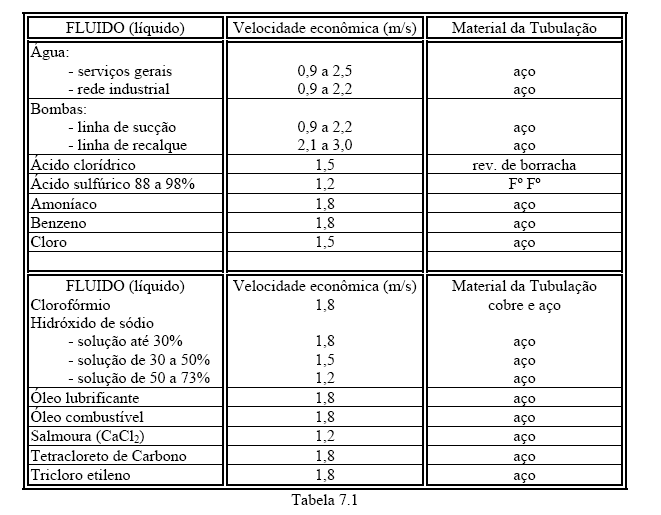 FLUIDO (líquido) Velocidade econômica (m/s) Material da Tubulação
Água:
- serviços gerais 0,9 a 2,5 aço
- rede industrial 0,9 a 2,2 aço
Bombas:
- linha de sucção 0,9 a 2,2 aço
- linha de recalque 2,1 a 3,0 aço
Ácido clorídrico 1,5 rev. de borracha
Ácido sulfúrico 88 a 98% 1,2 Fº Fº
Amoníaco 1,8 aço
Benzeno 1,8 aço
Cloro 1,5 aço
FLUIDO (líquido) Velocidade econômica (m/s) Material da Tubulação
Clorofórmio 1,8 cobre e aço
Hidróxido de sódio
- solução até 30% 1,8 aço
- solução de 30 a 50% 1,5 aço
- solução de 50 a 73% 1,2 aço
Óleo lubrificante 1,8 aço
Óleo combustível 1,8 aço
Salmoura (CaCl₂) 1,2 aço
Tetracloreto de Carbono 1,8 aço
Tricloro etileno 1,8 aço
Tabela 7.1